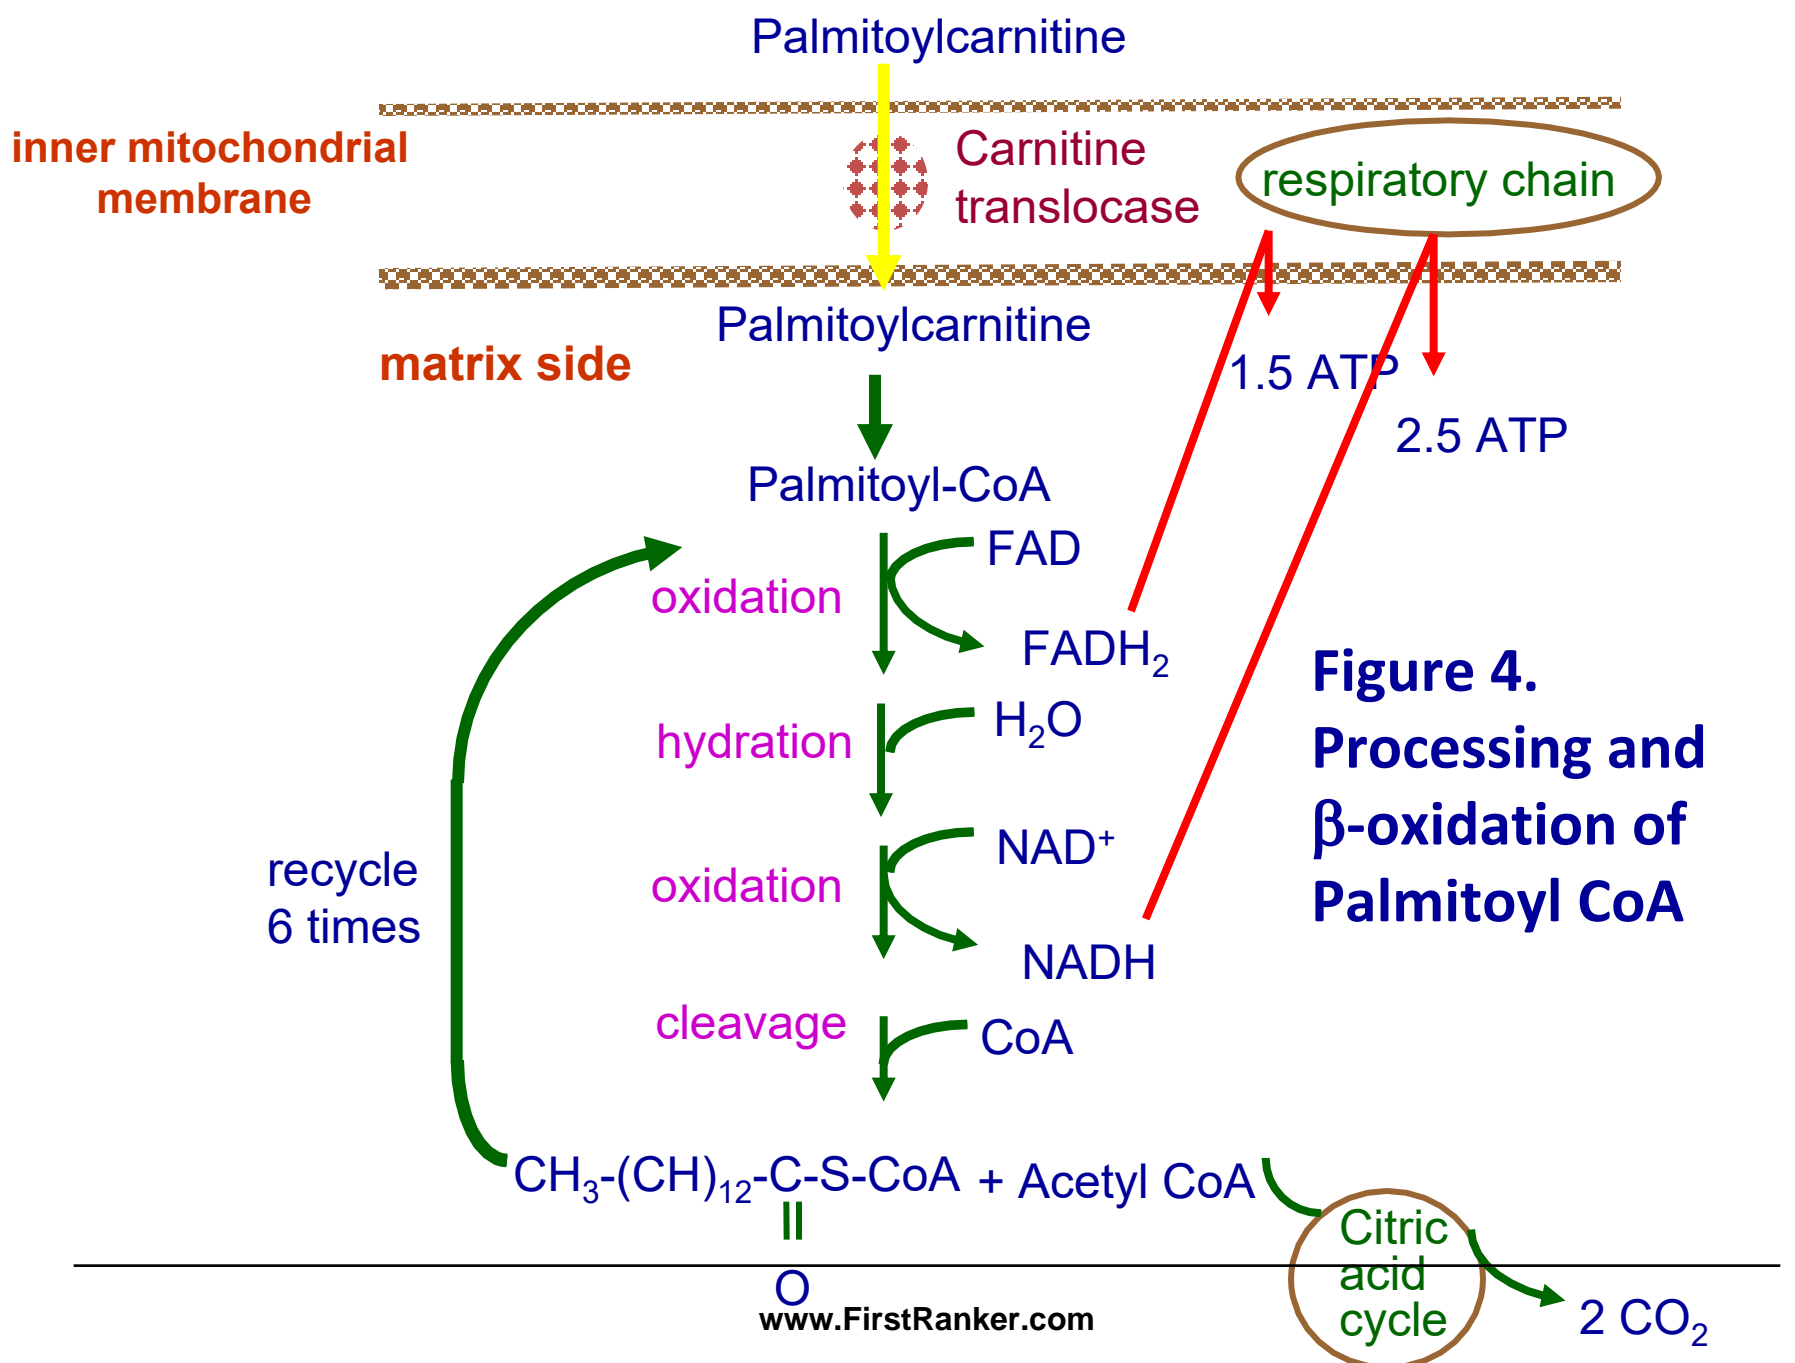 Palmitoylcarnitine
inner mitochondrial
membrane
Carnitine
translocase
respiratory chain
Palmitoylcarnitine
matrix side
1.5 ATP
2.5 ATP
Palmitoyl-CoA
FAD
oxidation
FADH₂
H₂O
hydration
NAD⁺
oxidation
NADH
recycle
6 times
cleavage
CoA
Figure 4.
Processing and
β-oxidation of
Palmitoyl CoA
CH₃-(CH)₁₂-C-S-CoA + Acetyl CoA
O
Citric
acid
cycle
2 CO₂
www.FirstRanker.com